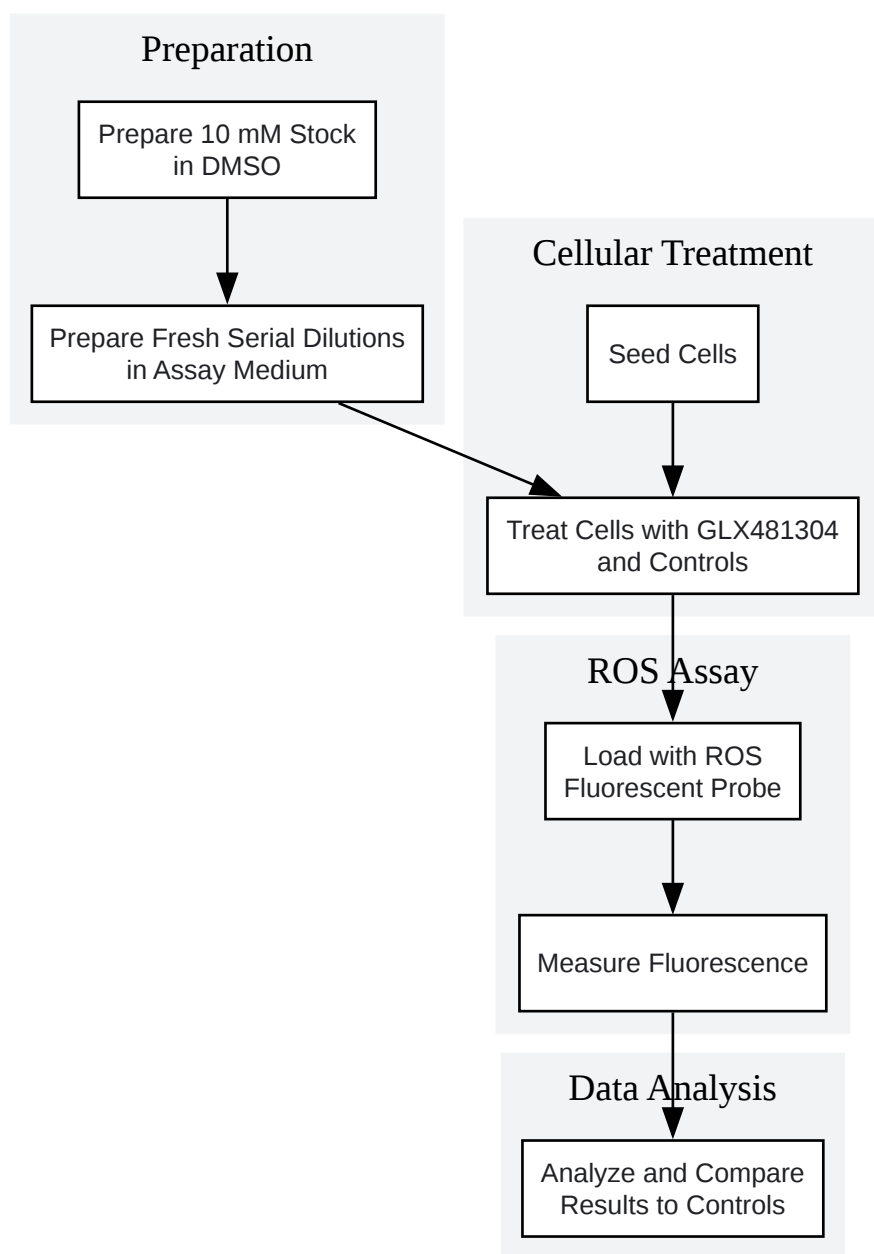 Preparation
Prepare 10 mM Stock
in DMSO
Prepare Fresh Serial Dilutions
in Assay Medium
Cellular Treatment
Seed Cells
Treat Cells with GLX481304
and Controls
ROS Assay
Load with ROS
Fluorescent Probe
Measure Fluorescence
Data Analysis
Analyze and Compare
Results to Controls